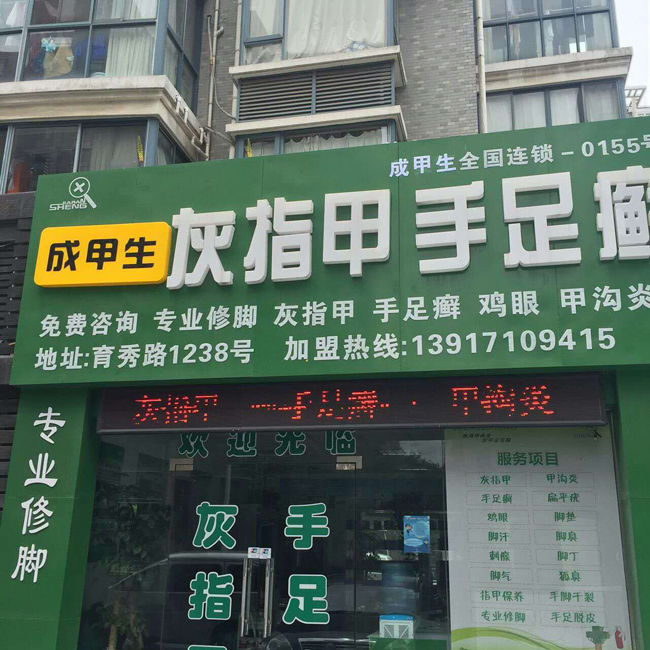 成甲生全国连锁-0155号
SHENG
成甲生
灰指甲手足癣
免费咨询 专业修脚 灰指甲 手足癣 鸡眼 甲沟炎
地址:育秀路1238号 加盟热线:13917109415
灰指甲 手足癣 甲沟炎
专业修脚
欢迎光临
灰指
手足
服务项目
灰指甲 甲沟炎
手足癣 扁平疣
鸡眼 脚垫
脚汗 脚臭
刺瘊 脚丁
脚气 狐臭
指甲保养 手脚干裂
专业修脚 手足脱皮